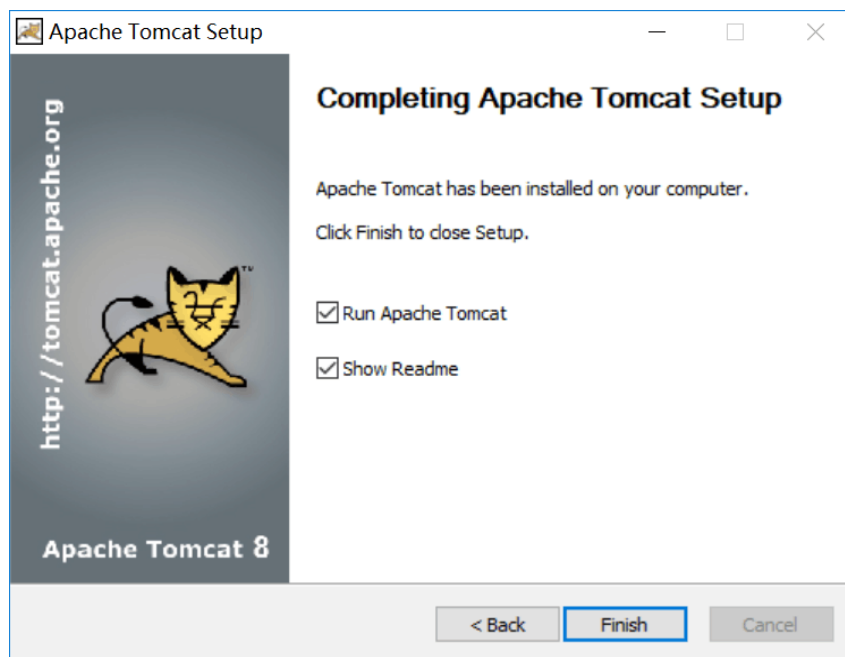 Apache Tomcat Setup
http://tomcat.apache.org
TM
Apache Tomcat 8
Completing Apache Tomcat Setup
Apache Tomcat has been installed on your computer.
Click Finish to close Setup.
Run Apache Tomcat
Show Readme
< Back
Finish
Cancel